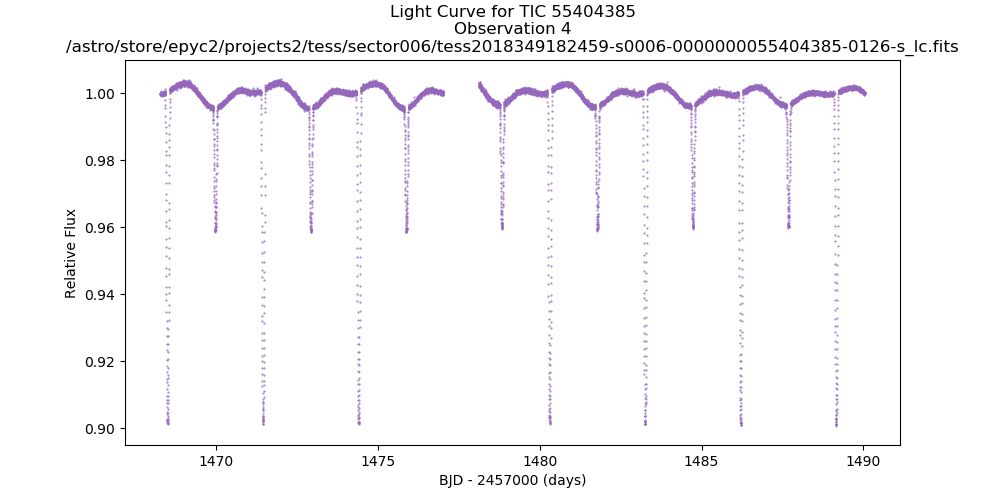 Light Curve for TIC 55404385
Observation 4
/astro/store/epyc2/projects2/tess/sector006/tess2018349182459-s0006-0000000055404385-0126-s_lc.fits
1.00
0.98
0.96
0.94
0.92
0.90
Relative Flux
1470 1475 1480 1485 1490
BJD - 2457000 (days)